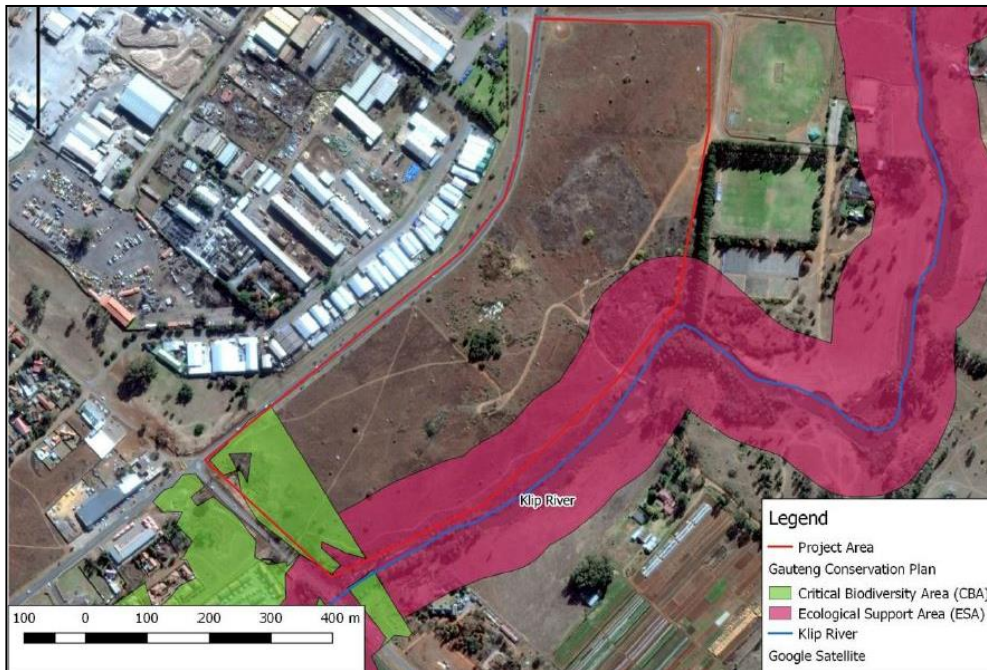 Klip River
100 0 100 200 300 400 m
Legend
Project Area
Gauteng Conservation Plan
Critical Biodiversity Area (CBA)
Ecological Support Area (ESA)
Klip River
Google Satellite